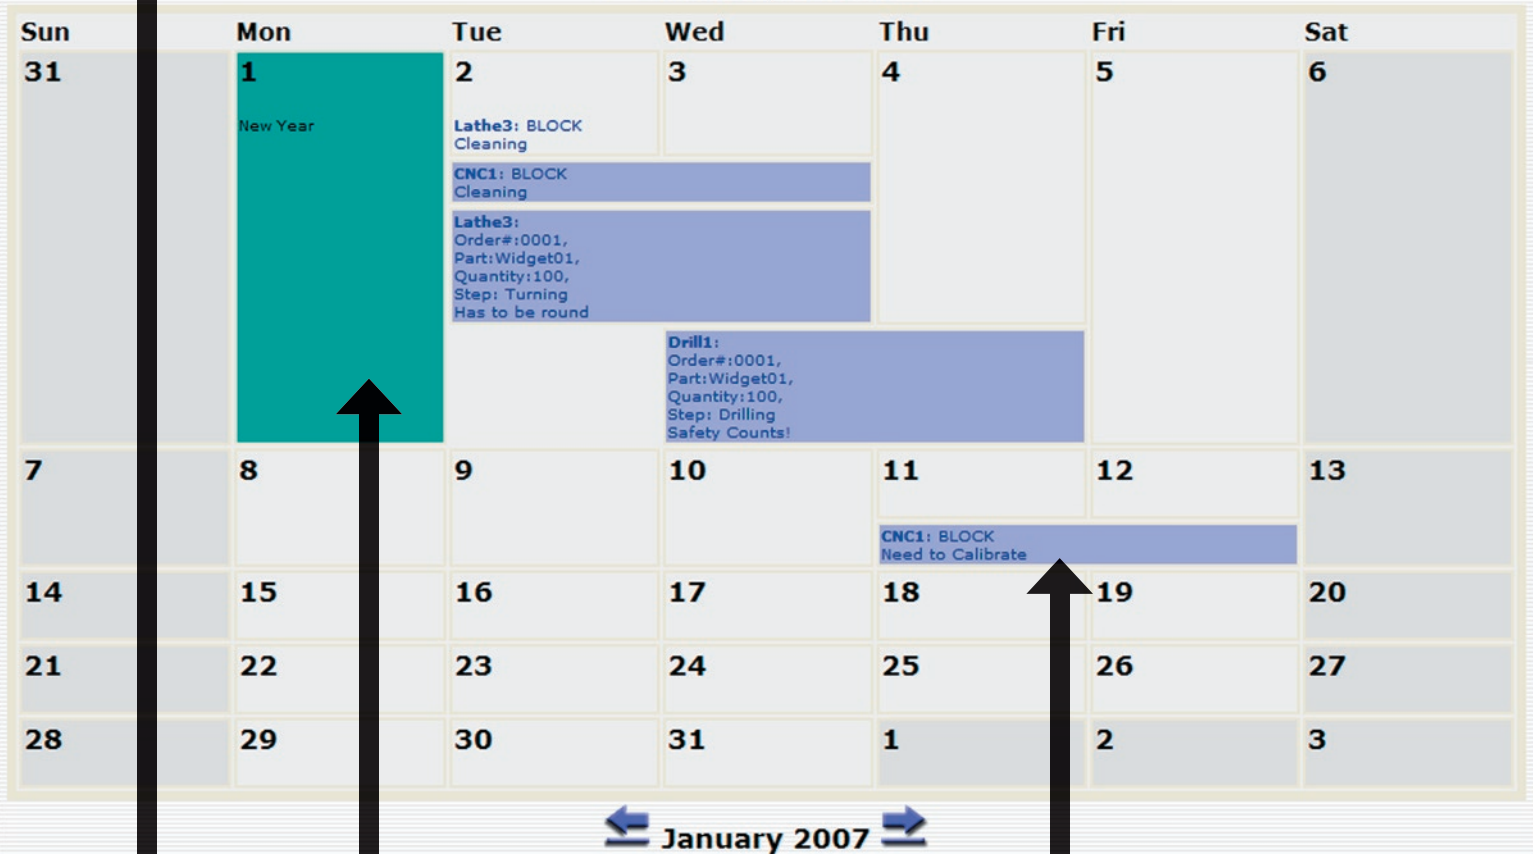 Sun Mon Tue Wed Thu Fri Sat
31 1 2 3 4 5 6
New Year
Lathe3: BLOCK
Cleaning
CNC1: BLOCK
Cleaning
Lathe3:
Order#:0001,
Part:Widget01,
Quantity:100,
Step: Turning
Has to be round
Drill1:
Order#:0001,
Part:Widget01,
Quantity:100,
Step: Drilling
Safety Counts!
7 8 9 10 11 12 13
CNC1: BLOCK
Need to Calibrate
14 15 16 17 18 19 20
21 22 23 24 25 26 27
28 29 30 31 1 2 3
January 2007